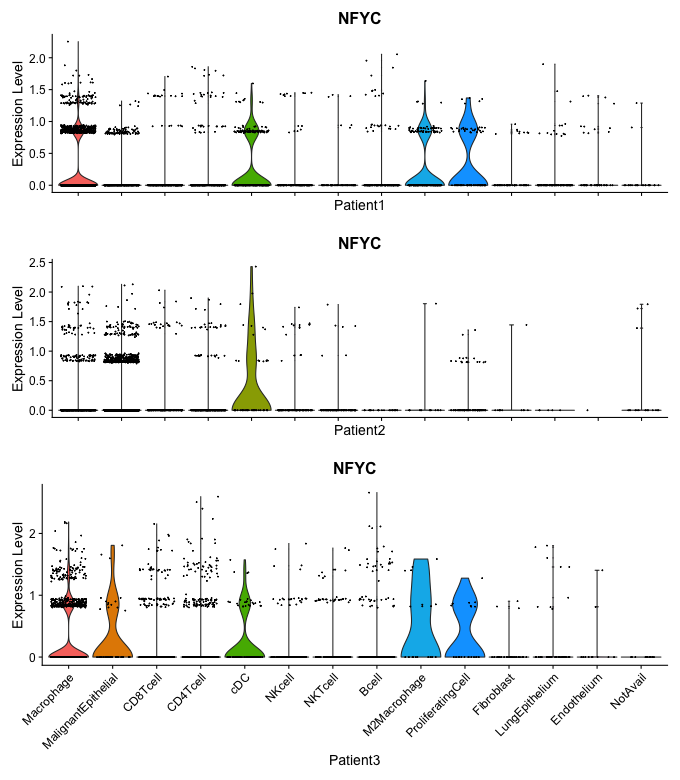 NFYC
Expression Level
2.0
1.5
1.0
0.5
0.0
Patient1
NFYC
Expression Level
2.5
2.0
1.5
1.0
0.5
0.0
Patient2
NFYC
Expression Level
2
1
0
Macrophage
MalignantEpithelial
CD8Tcell
CD4Tcell
cDC
NKcell
NKTcell
Bcell
M2Macrophage
ProliferatingCell
Fibroblast
LungEpithelium
Endothelium
NotAvail
Patient3